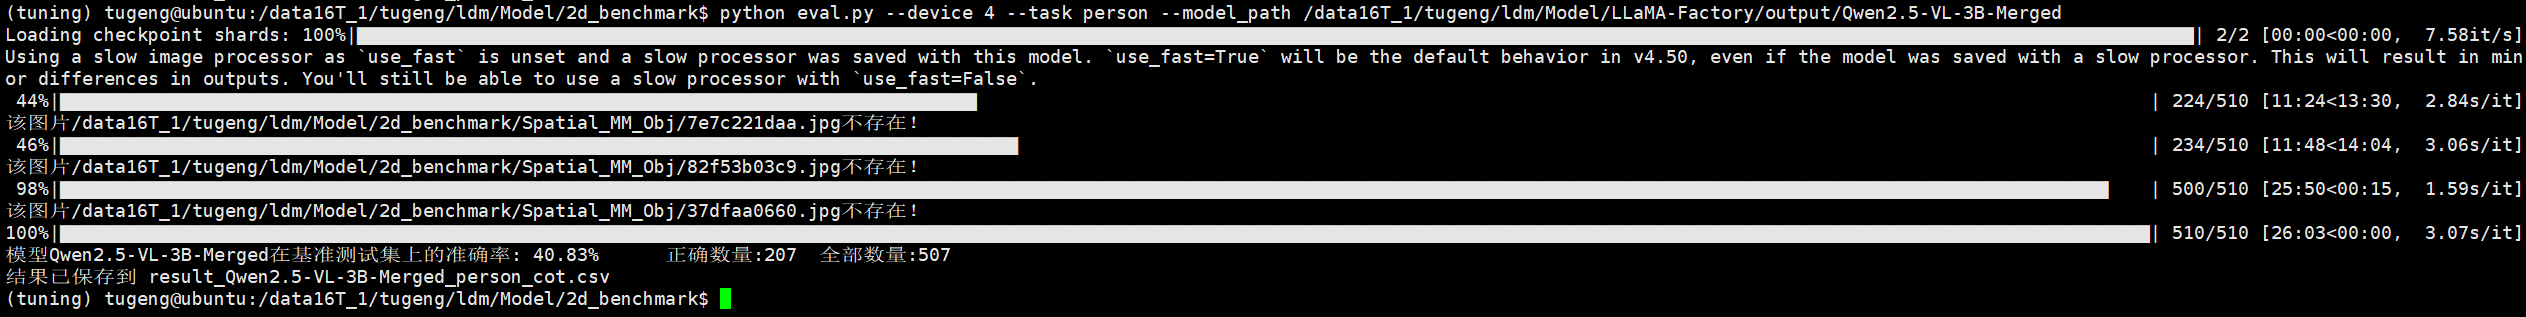 (tuning) tugeng@ubuntu:/data16T_1/tugeng/ldm/Model/2d_benchmark$ python eval.py --device 4 --task person --model_path /data16T_1/tugeng/ldm/Model/LLaMA-Factory/output/Qwen2.5-VL-3B-Merged
Loading checkpoint shards: 100%|██████████| 2/2 [00:00<00:00,  7.58it/s]
Using a slow image processor as `use_fast` is unset and a slow processor was saved with this model. `use_fast=True` will be the default behavior in v4.50, even if the model was saved with a slow processor. This will result in min
or differences in outputs. You'll still be able to use a slow processor with `use_fast=False`.
 44%|████      | 224/510 [11:24<13:30,  2.84s/it]
该图片/data16T_1/tugeng/ldm/Model/2d_benchmark/Spatial_MM_Obj/7e7c221daa.jpg不存在!
 46%|████▌     | 234/510 [11:48<14:04,  3.06s/it]
该图片/data16T_1/tugeng/ldm/Model/2d_benchmark/Spatial_MM_Obj/82f53b03c9.jpg不存在!
 98%|█████████▊| 500/510 [25:50<00:15,  1.59s/it]
该图片/data16T_1/tugeng/ldm/Model/2d_benchmark/Spatial_MM_Obj/37dfaa0660.jpg不存在!
100%|██████████| 510/510 [26:03<00:00,  3.07s/it]
模型Qwen2.5-VL-3B-Merged在基准测试集上的准确率: 40.83%      正确数量:207  全部数量:507
结果已保存到 result_Qwen2.5-VL-3B-Merged_person_cot.csv
(tuning) tugeng@ubuntu:/data16T_1/tugeng/ldm/Model/2d_benchmark$